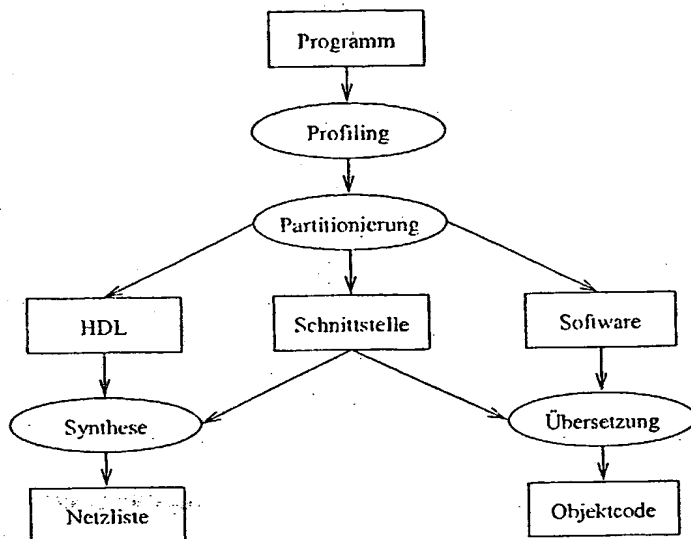 Programm
Profiling
Partitionierung
HDL
Schnittstelle
Software
Synthese
Übersetzung
Netzliste
Objektcode